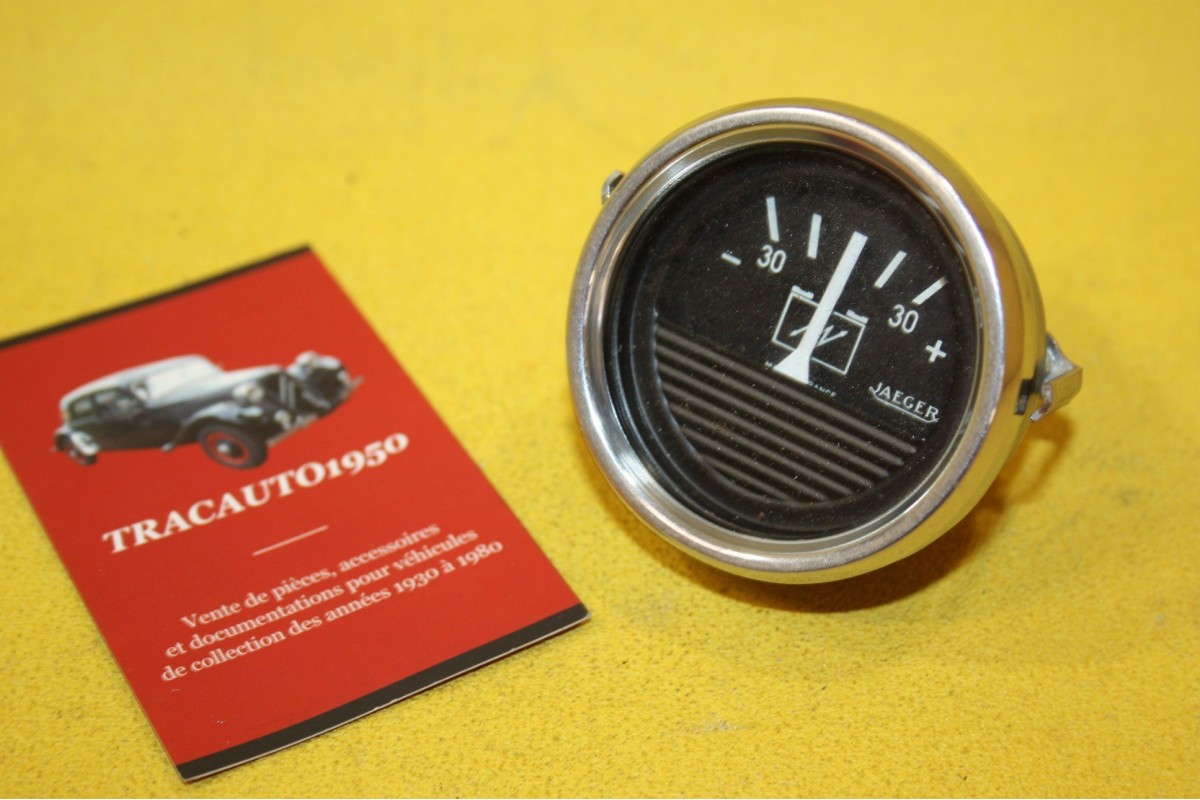 TRACAUTO1950
Vente de pièces, accessoires
et documentations pour véhicules
de collection des années 1930 à 1980
- 30
30 +
JAEGER